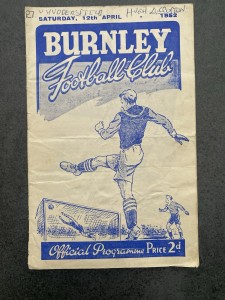 SATURDAY, 12th APRIL 1952
BURNLEY
Football Club
Official Programme PRICE 2d